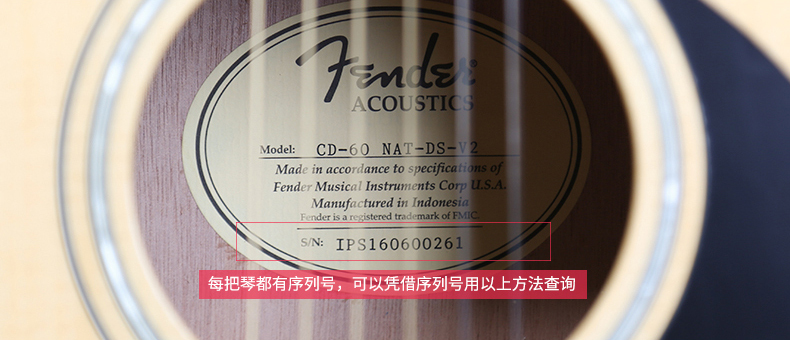 Fender
ACOUSTICS
Model: CD-60 NAT-DS-V2
Made in accordance to specifications of
Fender Musical Instruments Corp U.S.A.
Manufactured in Indonesia
Fender is a registered trademark of FMIC.
S/N: IPS160600261
每把琴都有序列号，可以凭借序列号用以上方法查询